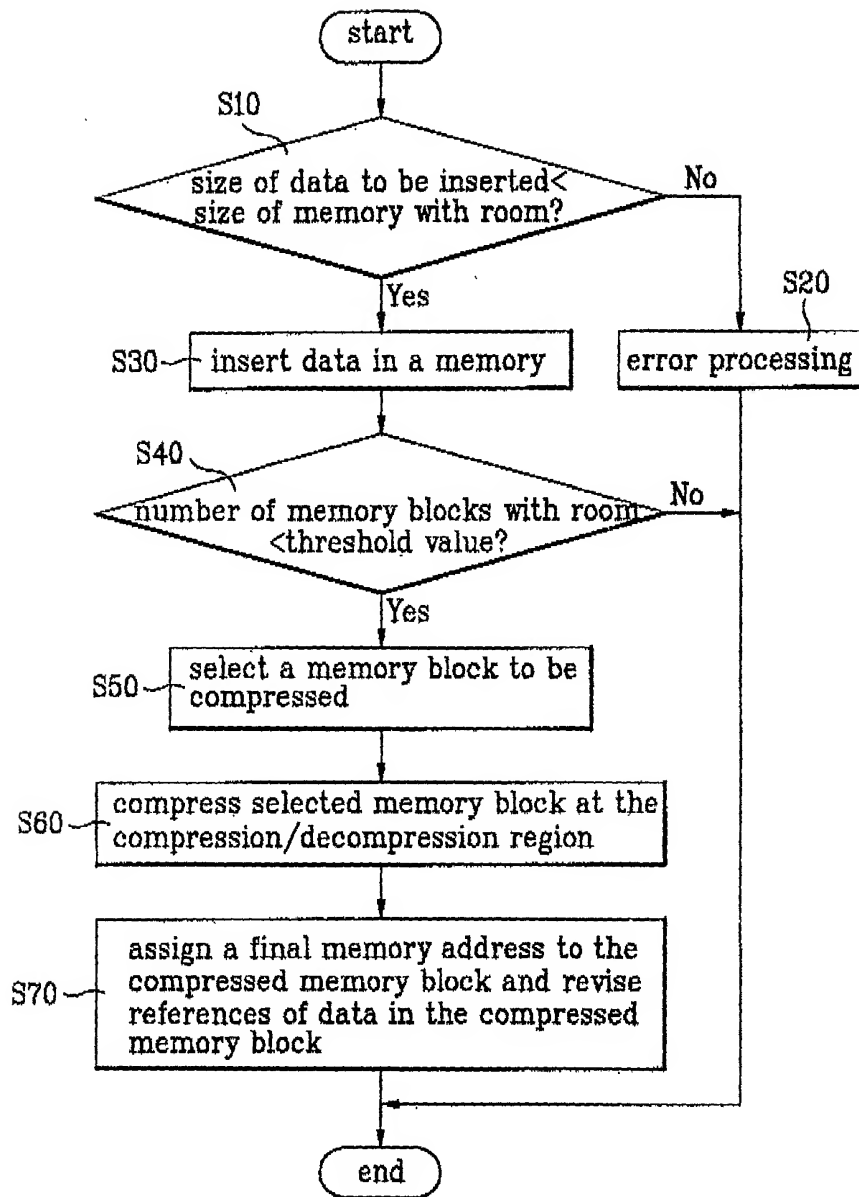 start
S10
size of data to be inserted<
size of memory with room?
No
Yes
S20
S30
insert data in a memory
error processing
S40
number of memory blocks with room
<threshold value?
No
Yes
S50
select a memory block to be
compressed
S60
compress selected memory block at the
compression/decompression region
S70
assign a final memory address to the
compressed memory block and revise
references of data in the compressed
memory block
end